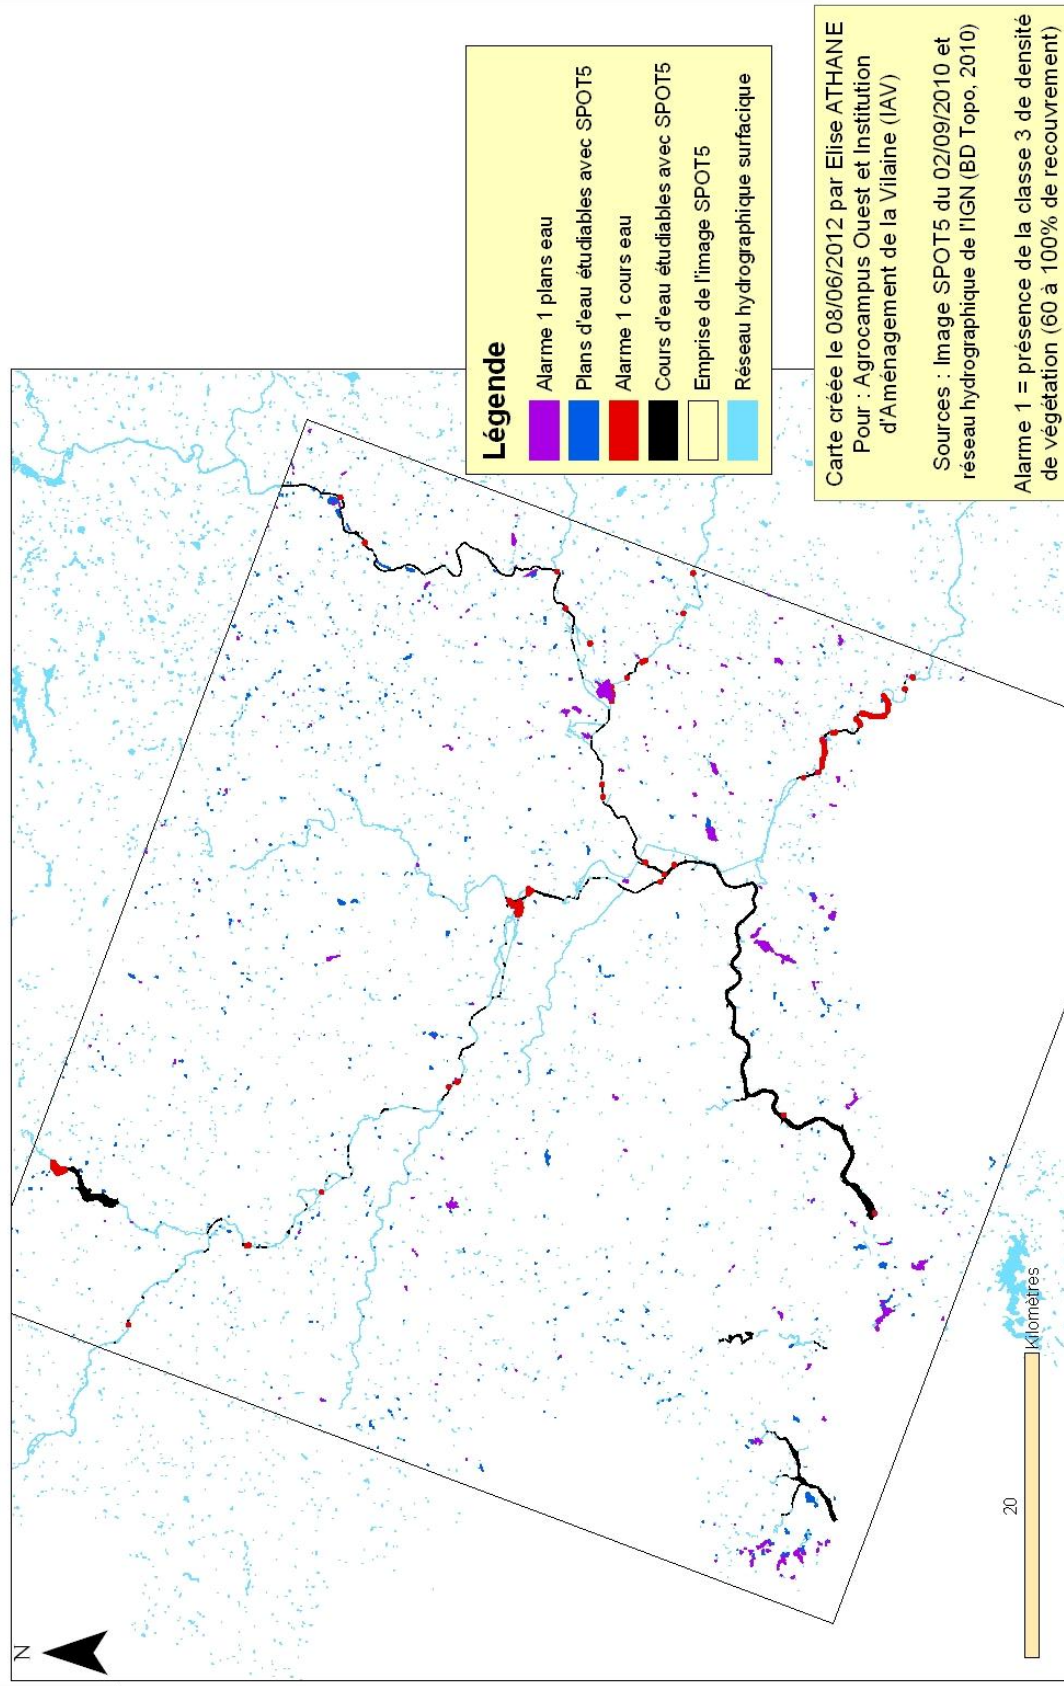 N
Légende
Alarme 1 plans eau
Plans d'eau étudiables avec SPOT5
Alarme 1 cours eau
Cours d'eau étudiables avec SPOT5
Emprise de l'image SPOT5
Réseau hydrographique surfacique
Carte créée le 08/06/2012 par Elise ATHANE
Pour : Agrocampus Ouest et Institution
d'Aménagement de la Vilaine (IAV)
Sources : Image SPOT5 du 02/09/2010 et
réseau hydrographique de l'IGN (BD Topo, 2010)
Alarme 1 = présence de la classe 3 de densité
de végétation (60 à 100% de recouvrement)
20
Kilomètres